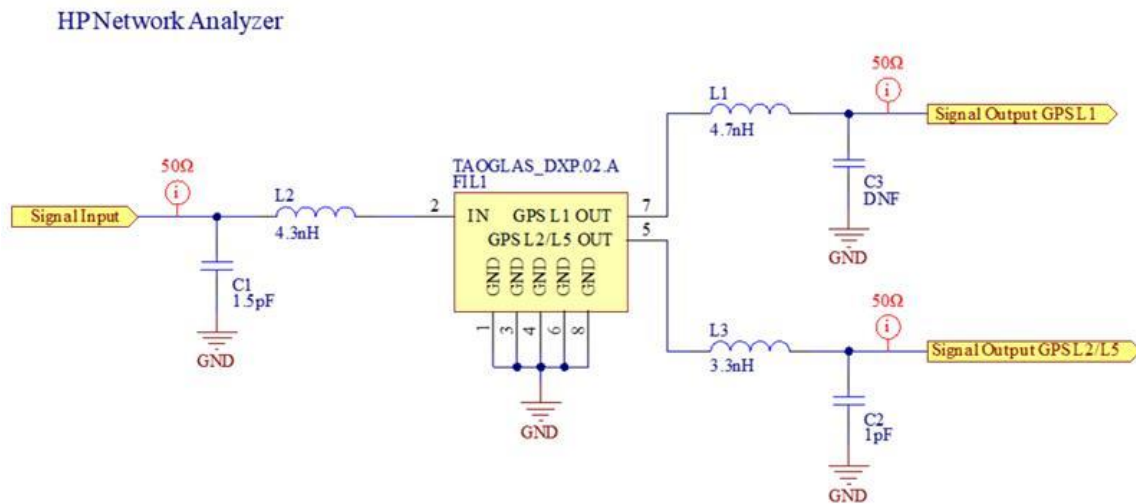 HP Network Analyzer
50Ω
i
L1
4.7nH
Signal Output GPS L1
C3
DNF
GND
50Ω
i
Signal Input
L2
4.3nH
C1
1.5pF
GND
TAOGLAS_DXP.02.A
FIL1
2
IN
GPS L1 OUT
7
GPS L2/L5 OUT
5
GND
GND
GND
GND
GND
1
3
4
6
8
GND
50Ω
i
L3
3.3nH
Signal Output GPS L2/L5
C2
1pF
GND